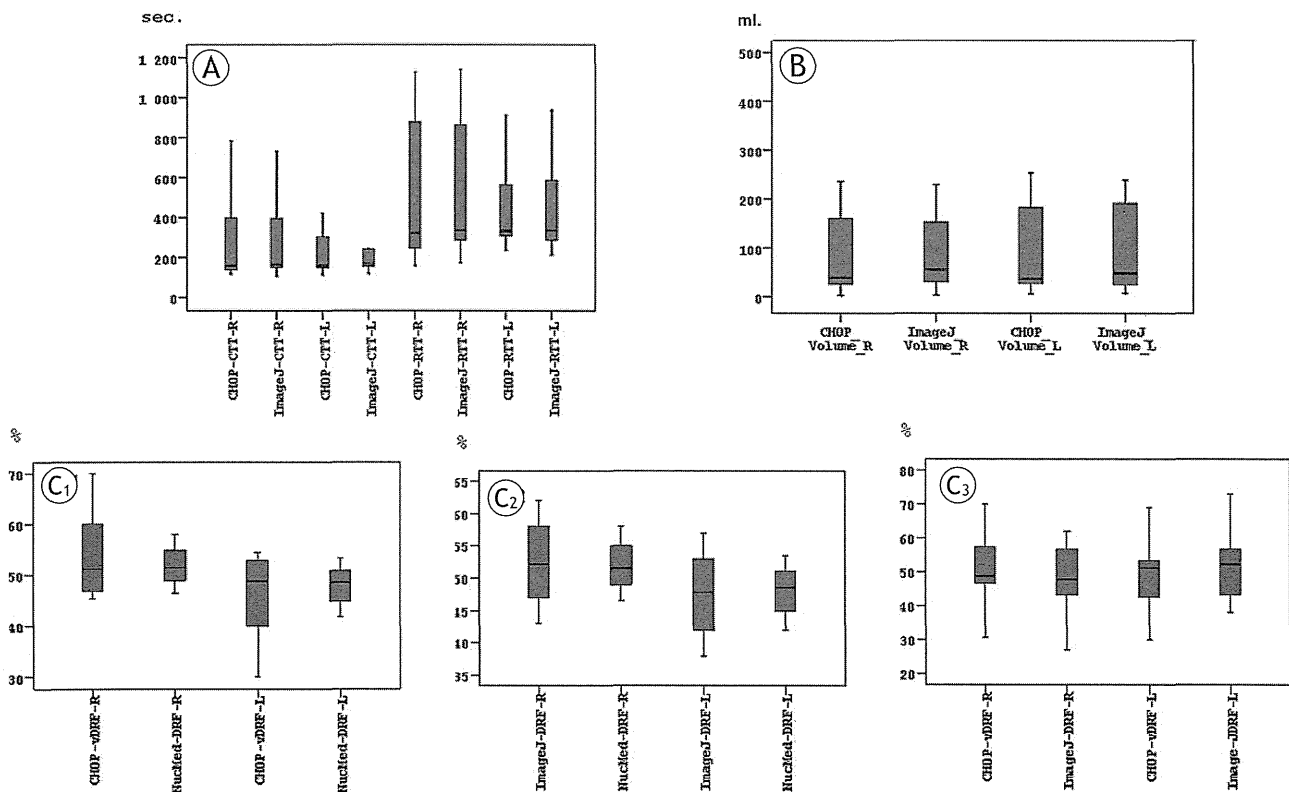 sec.
A
1 200
1 000
800
600
400
200
0
CHOP-CTT-R
ImageJ-CTT-R
CHOP-CTT-L
ImageJ-CTT-L
CHOP-RTT-R
ImageJ-RTT-R
CHOP-RTT-L
ImageJ-RTT-L
ml.
B
500
400
300
200
100
0
CHOP
Volume_R
ImageJ
Volume_R
CHOP
Volume_L
ImageJ
Volume_L
%
C1
70
60
50
40
30
CHOP-vDRF-R
NucMed-DRF-R
CHOP-vDRF-L
NucMed-DRF-L
%
C2
65
60
55
50
45
40
35
ImageJ-DRF-R
NucMed-DRF-R
ImageJ-DRF-L
NucMed-DRF-L
%
C3
80
70
60
50
40
30
20
CHOP-vDRF-R
ImageJ-DRF-R
CHOP-vDRF-L
Image-JDRF-L